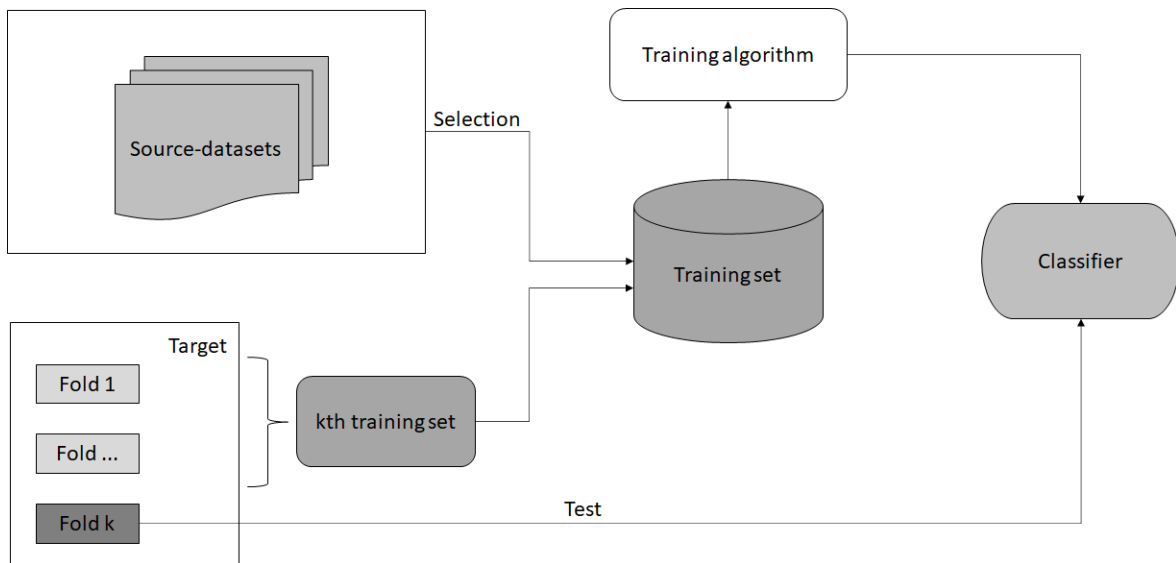 Training algorithm
Selection
Source-datasets
Training set
Classifier
Target
Fold 1
kth training set
Fold ...
Fold k
Test